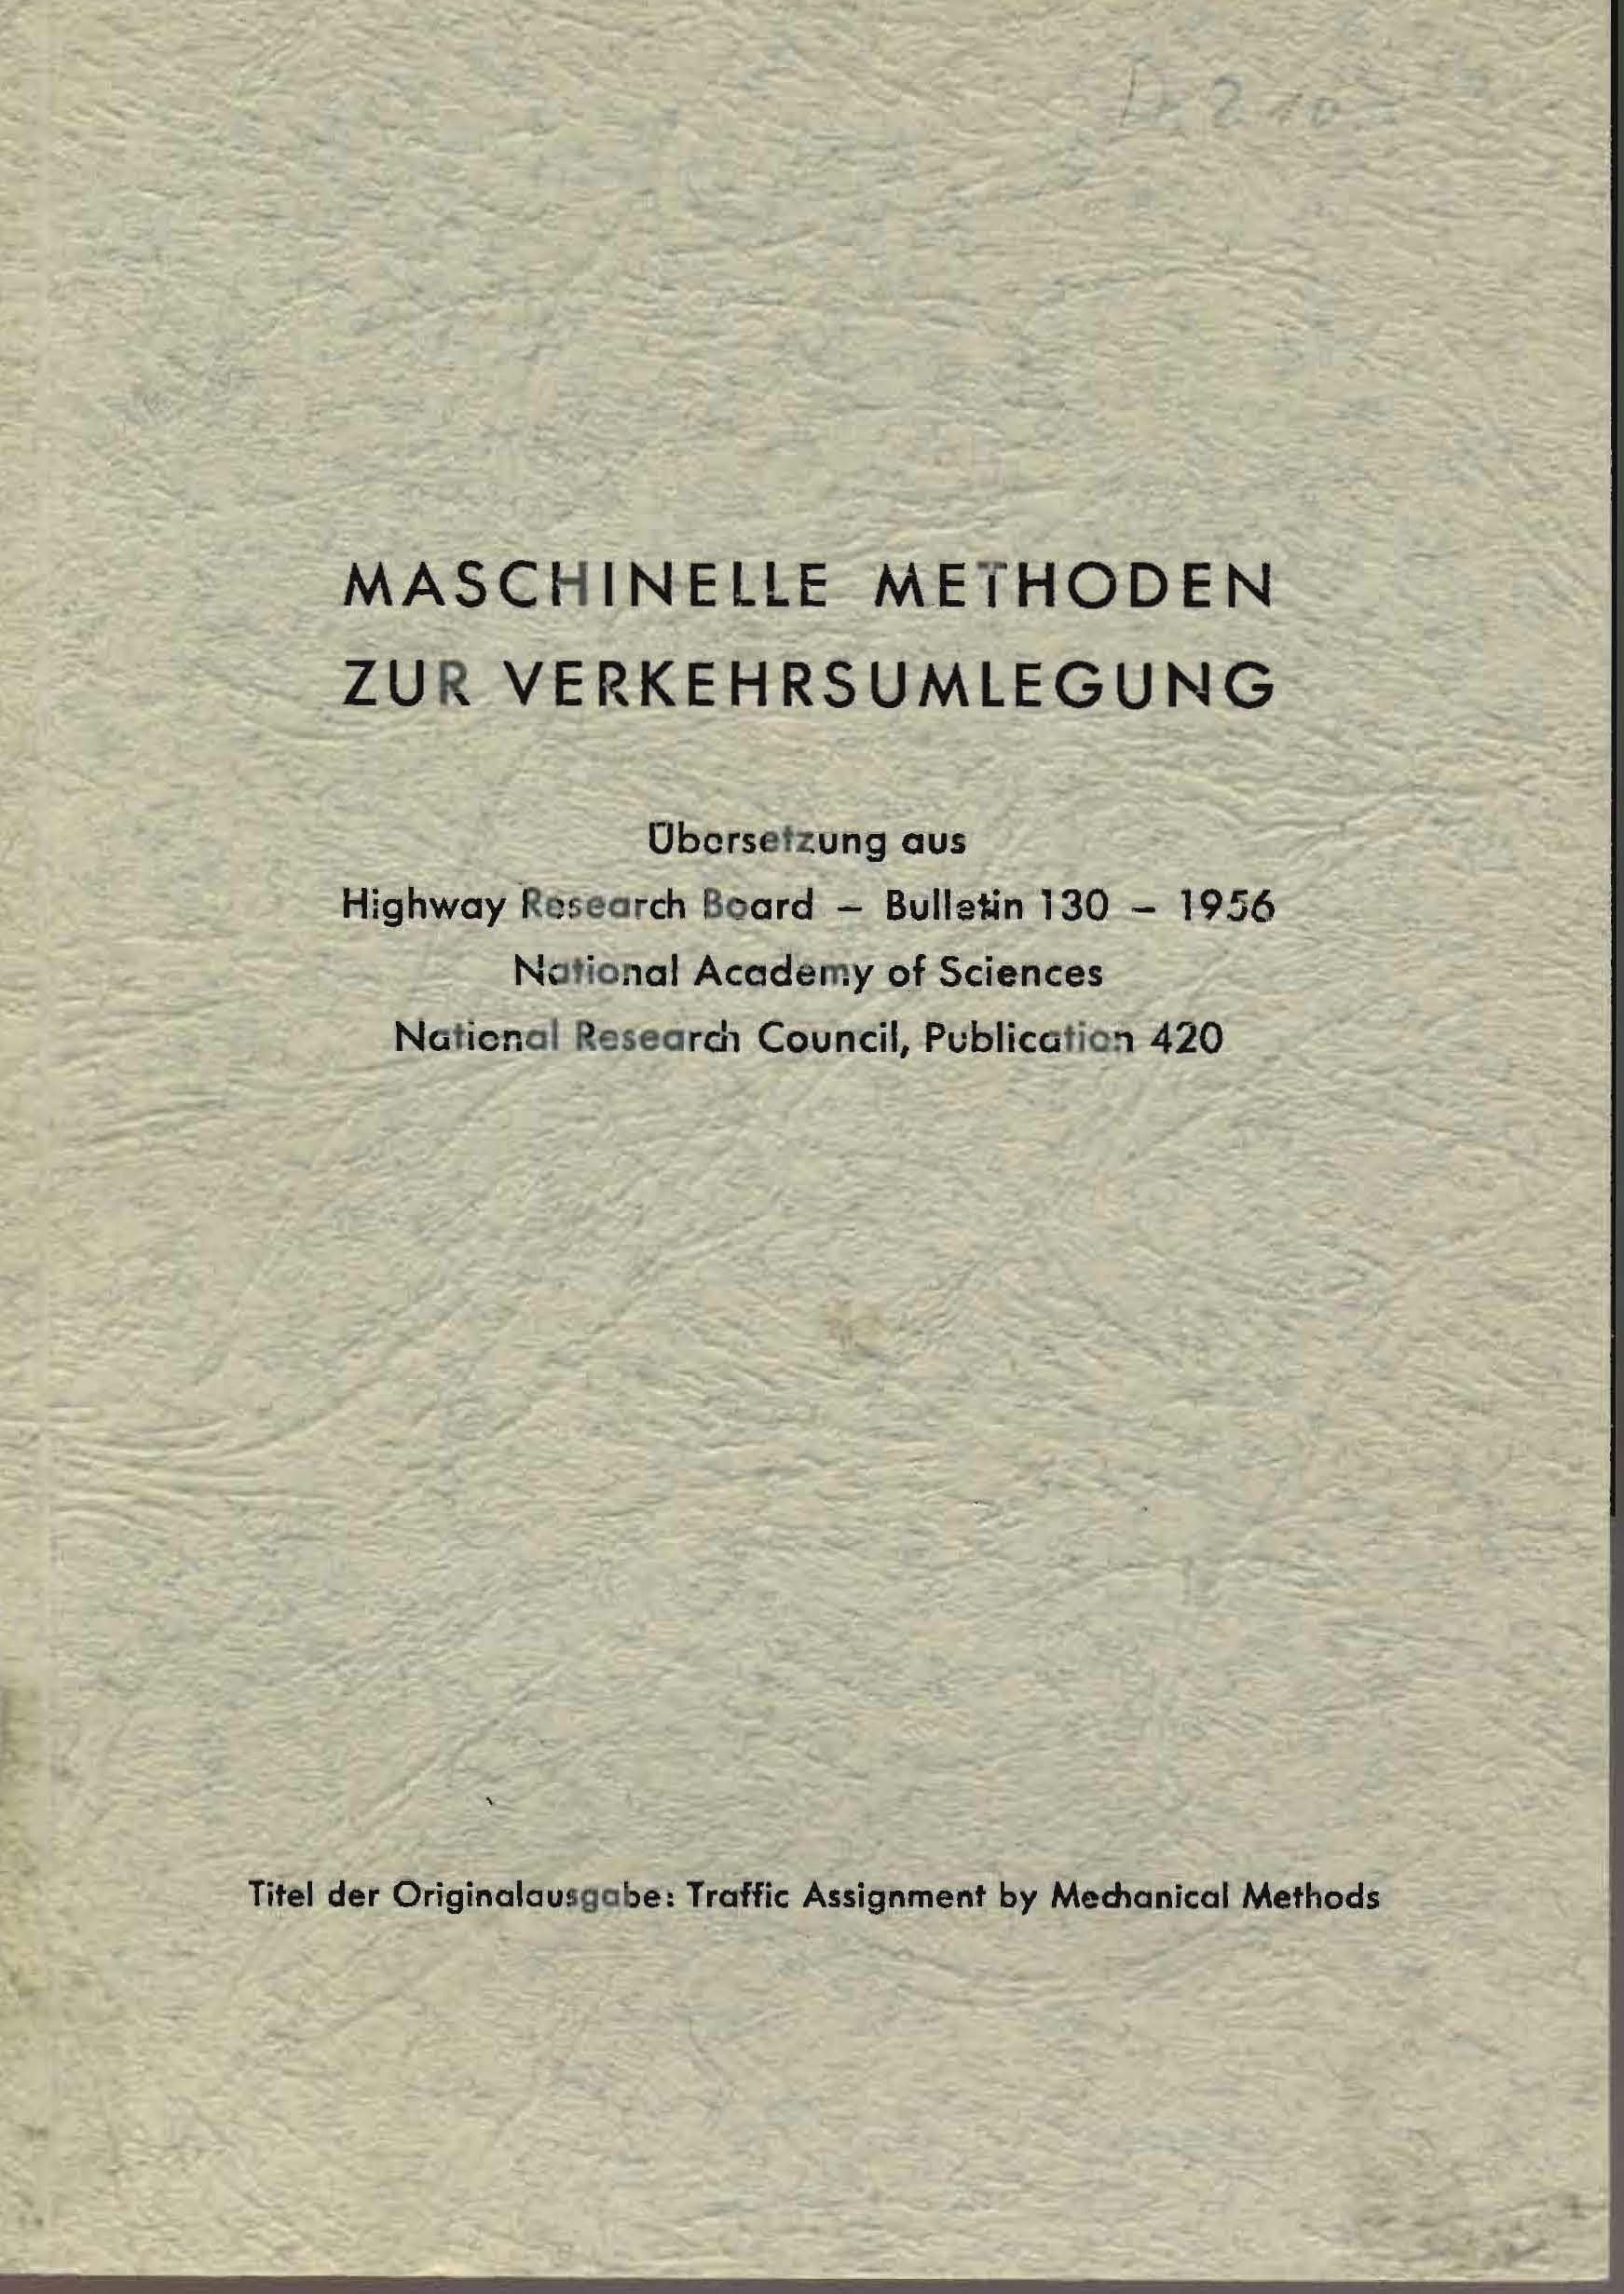 MASCHINELLE METHODEN
ZUR VERKEHRSUMLEGUNG
Übersetzung aus
Highway Research Board – Bulletin 130 – 1956
National Academy of Sciences
National Research Council, Publication 420
Titel der Originalausgabe: Traffic Assignment by Mechanical Methods